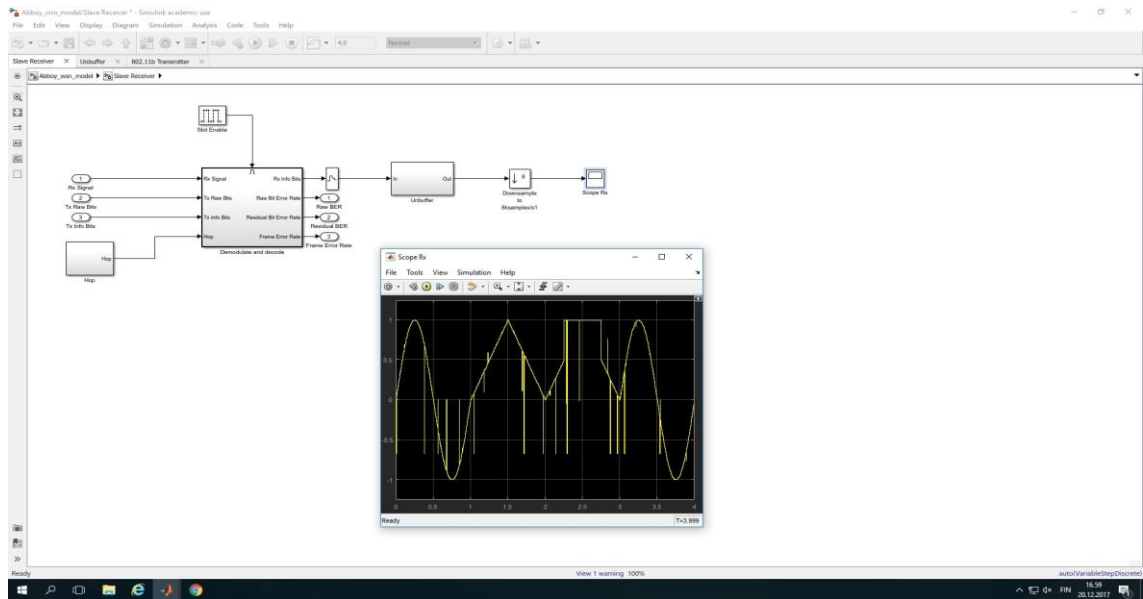 Abboy_wsn_model/Slave Receiver * - Simulink academic use
File Edit View Display Diagram Simulation Analysis Code Tools Help
4.0 Normal
Slave Receiver × Unbuffer × 802.11b Transmitter ×
Abboy_wsn_model Slave Receiver
Slot Enable
1
Rx Signal
2
Tx Raw Bits
3
Tx Info Bits
Hop
Hop
Rx Signal
Tx Raw Bits
Tx Info Bits
Hop
Rx Info Bits
Raw Bit Error Rate
Residual Bit Error Rate
Frame Error Rate
Demodulate and decode
1
Raw BER
2
Residual BER
3
Frame Error Rate
In Out
Unbuffer
Downsample
to
8ksamples/s1
Scope Rx
Scope Rx
File Tools View Simulation Help
1
0.5
0
-0.5
-1
0 0.5 1 1.5 2 2.5 3 3.5 4
Ready T=3.999
Ready View 1 warning 100% auto(VariableStepDiscrete)
FIN 16.59
20.12.2017